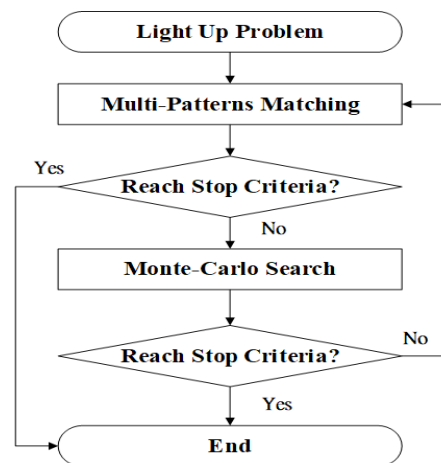 Light Up Problem
Multi-Patterns Matching
Yes
Reach Stop Criteria?
No
Monte-Carlo Search
No
Reach Stop Criteria?
Yes
End